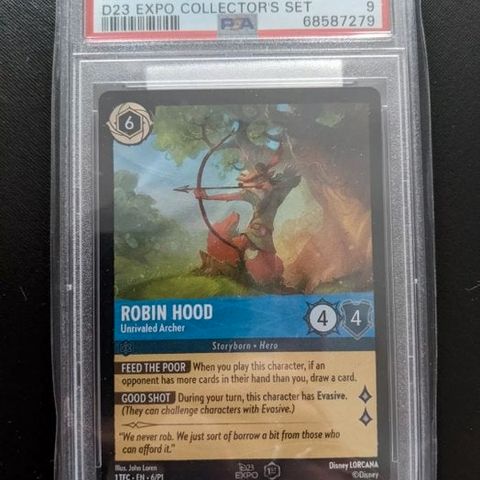 D23 EXPO COLLECTOR'S SET 9
PSA 68587279
6
ROBIN HOOD
Unrivaled Archer
4 4
Storyborn • Hero
FEED THE POOR When you play this character, if an
opponent has more cards in their hand than you, draw a card.
GOOD SHOT During your turn, this character has Evasive.
(They can challenge characters with Evasive.)
“We never rob. We just sort of borrow a bit from those who
can afford it.”
Illus. John Loren
1TFC • EN • 6/P1
D23
EXPO
1ST
Disney LORCANA
©Disney